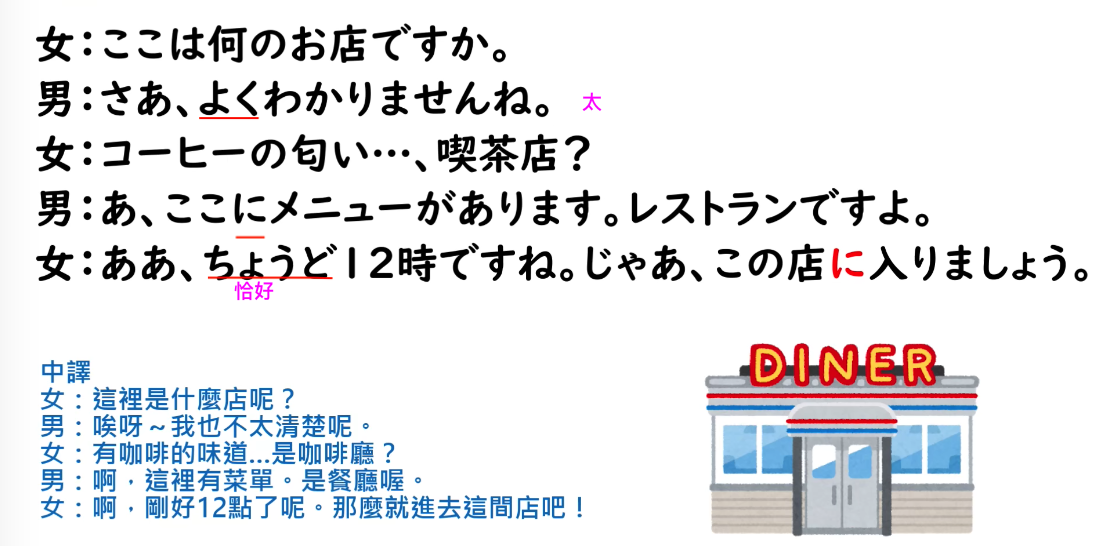 女：ここは何のお店ですか。
男：さあ、よくわかりませんね。 太
女：コーヒーの匂い…、喫茶店？
男：あ、ここにメニューがあります。レストランですよ。
女：ああ、ちょうど12時ですね。じゃあ、この店に入りましょう。
恰好
中譯
女：這裡是什麼店呢？
男：唉呀～我也不太清楚呢。
女：有咖啡的味道...是咖啡廳？
男：啊，這裡有菜單。是餐廳喔。
女：啊，剛好12點了呢。那麼就進去這間店吧！
DINER